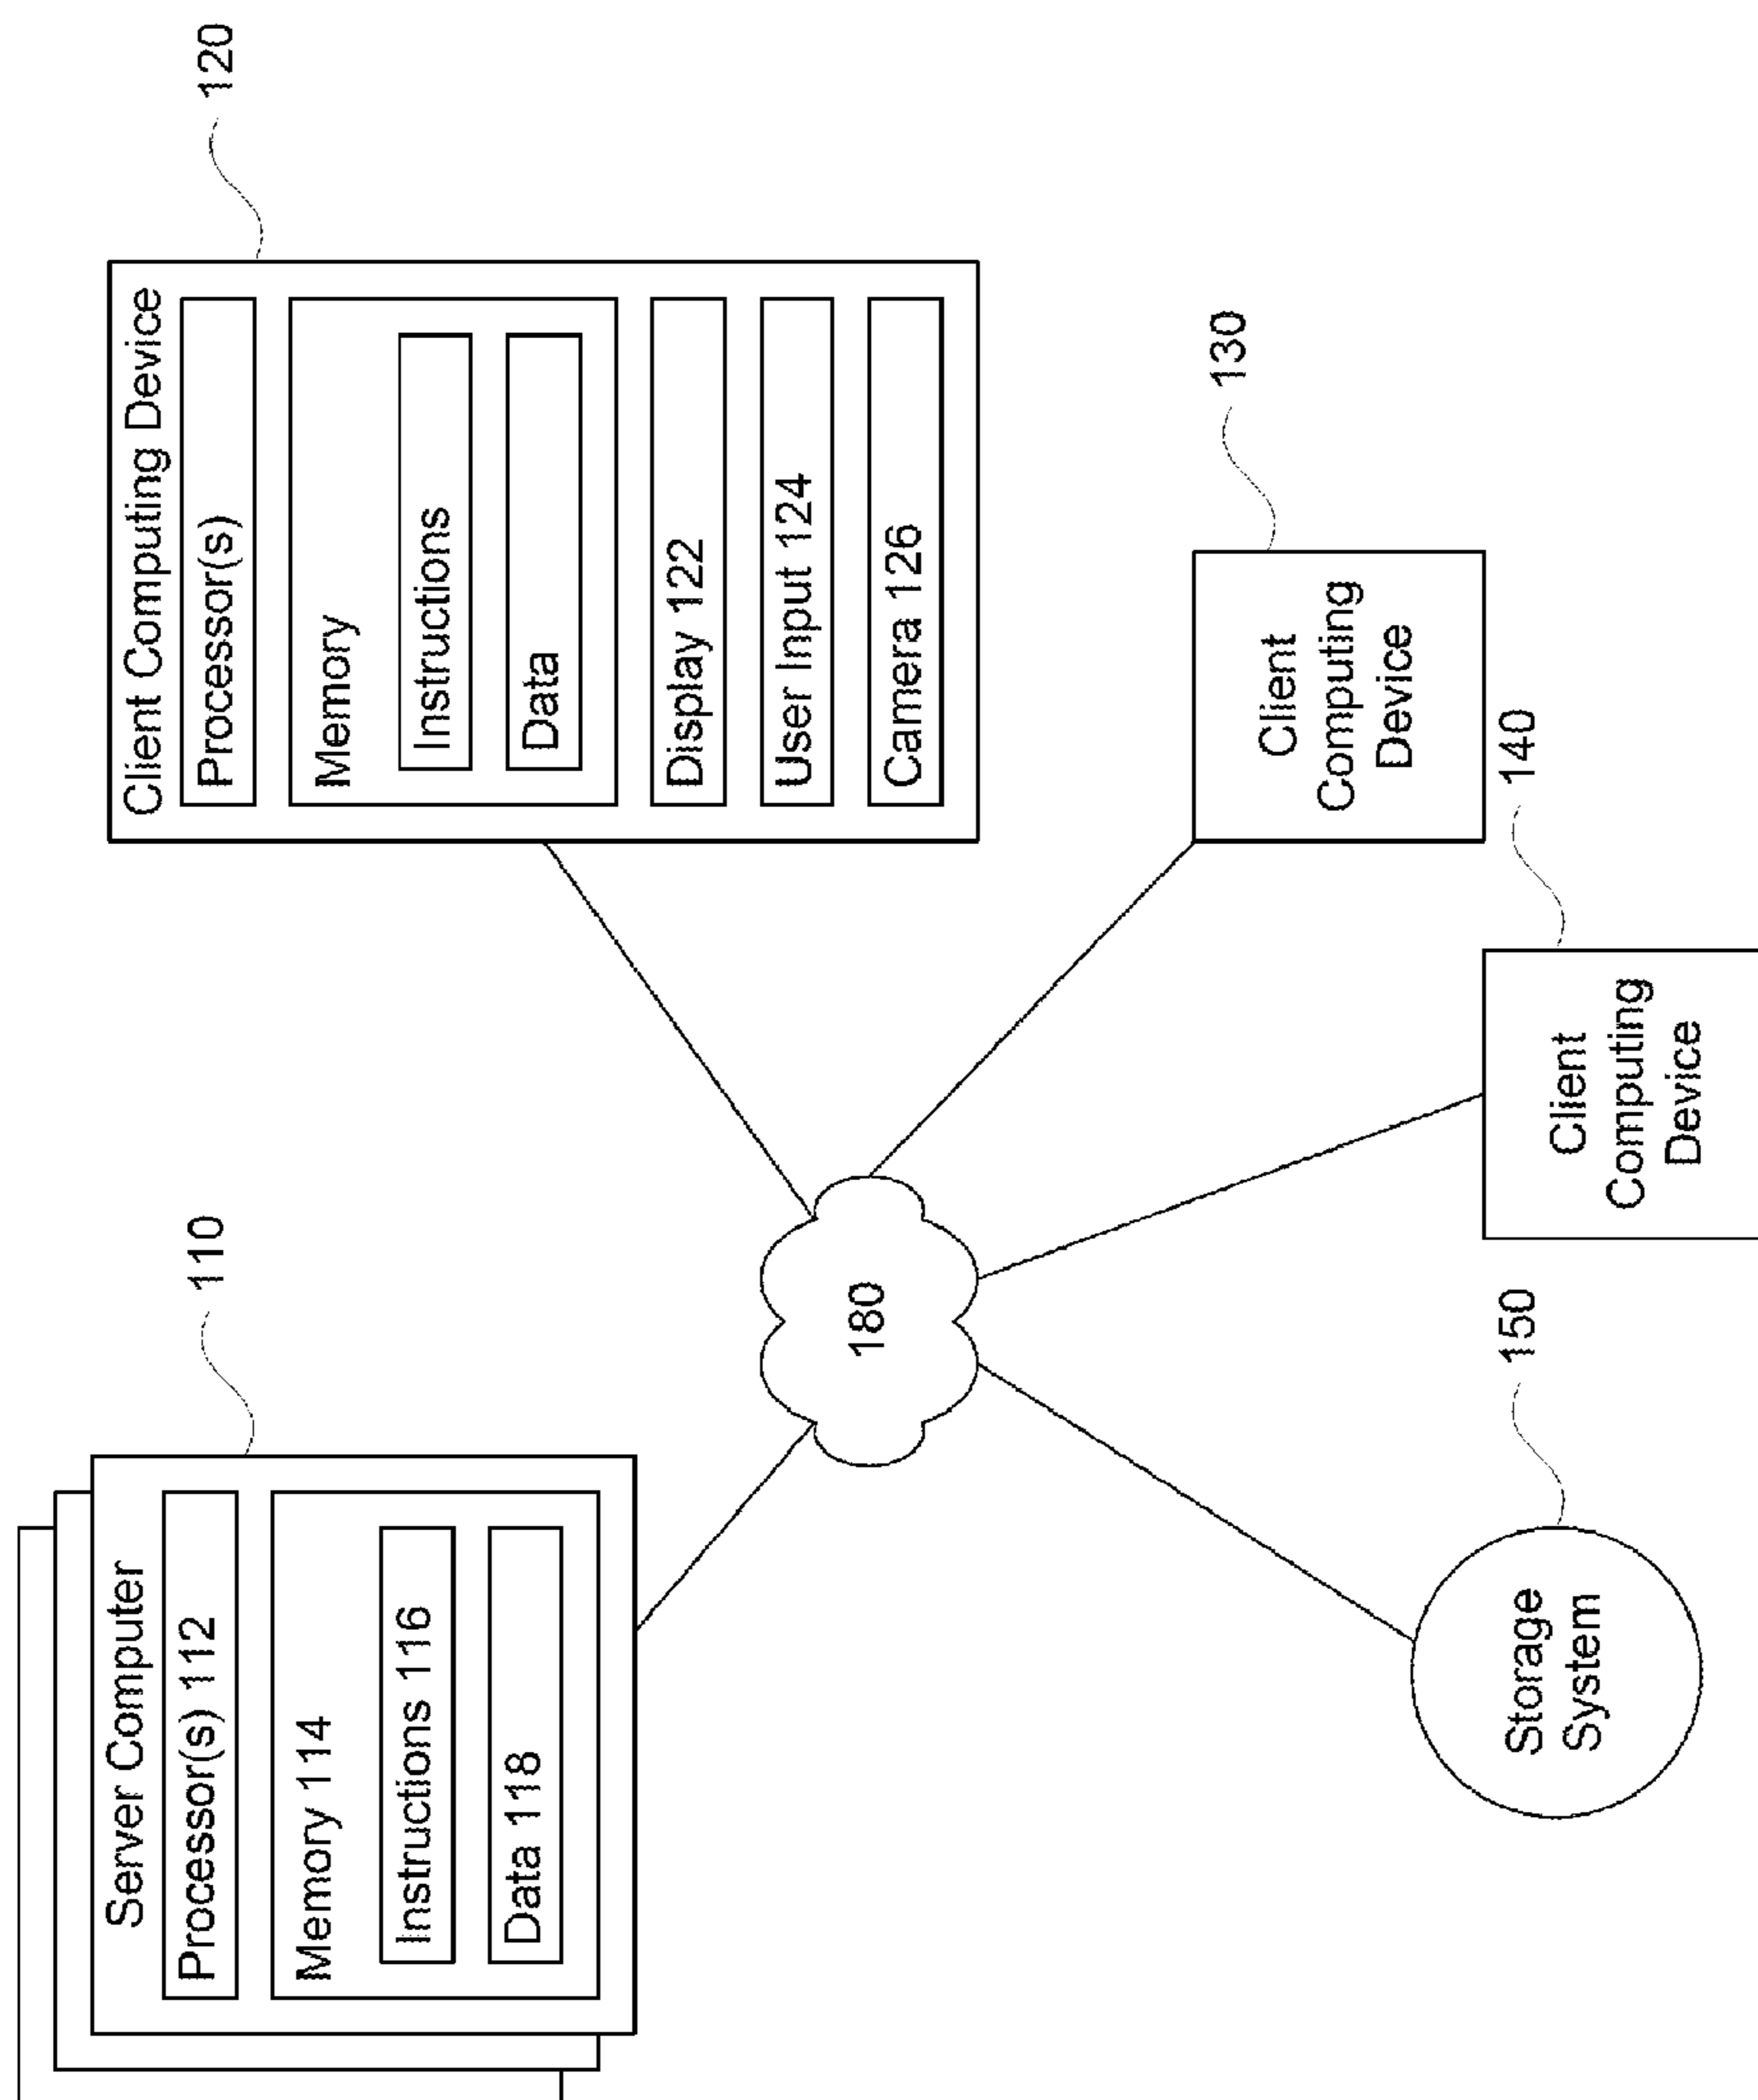 110
Server Computer
Processor(s) 112
Memory 114
Instructions 116
Data 118
120
Client Computing Device
Processor(s)
Memory
Instructions
Data
Display 122
User Input 124
Camera 126
180
150
Storage
System
140
Client
Computing
Device
130
Client
Computing
Device